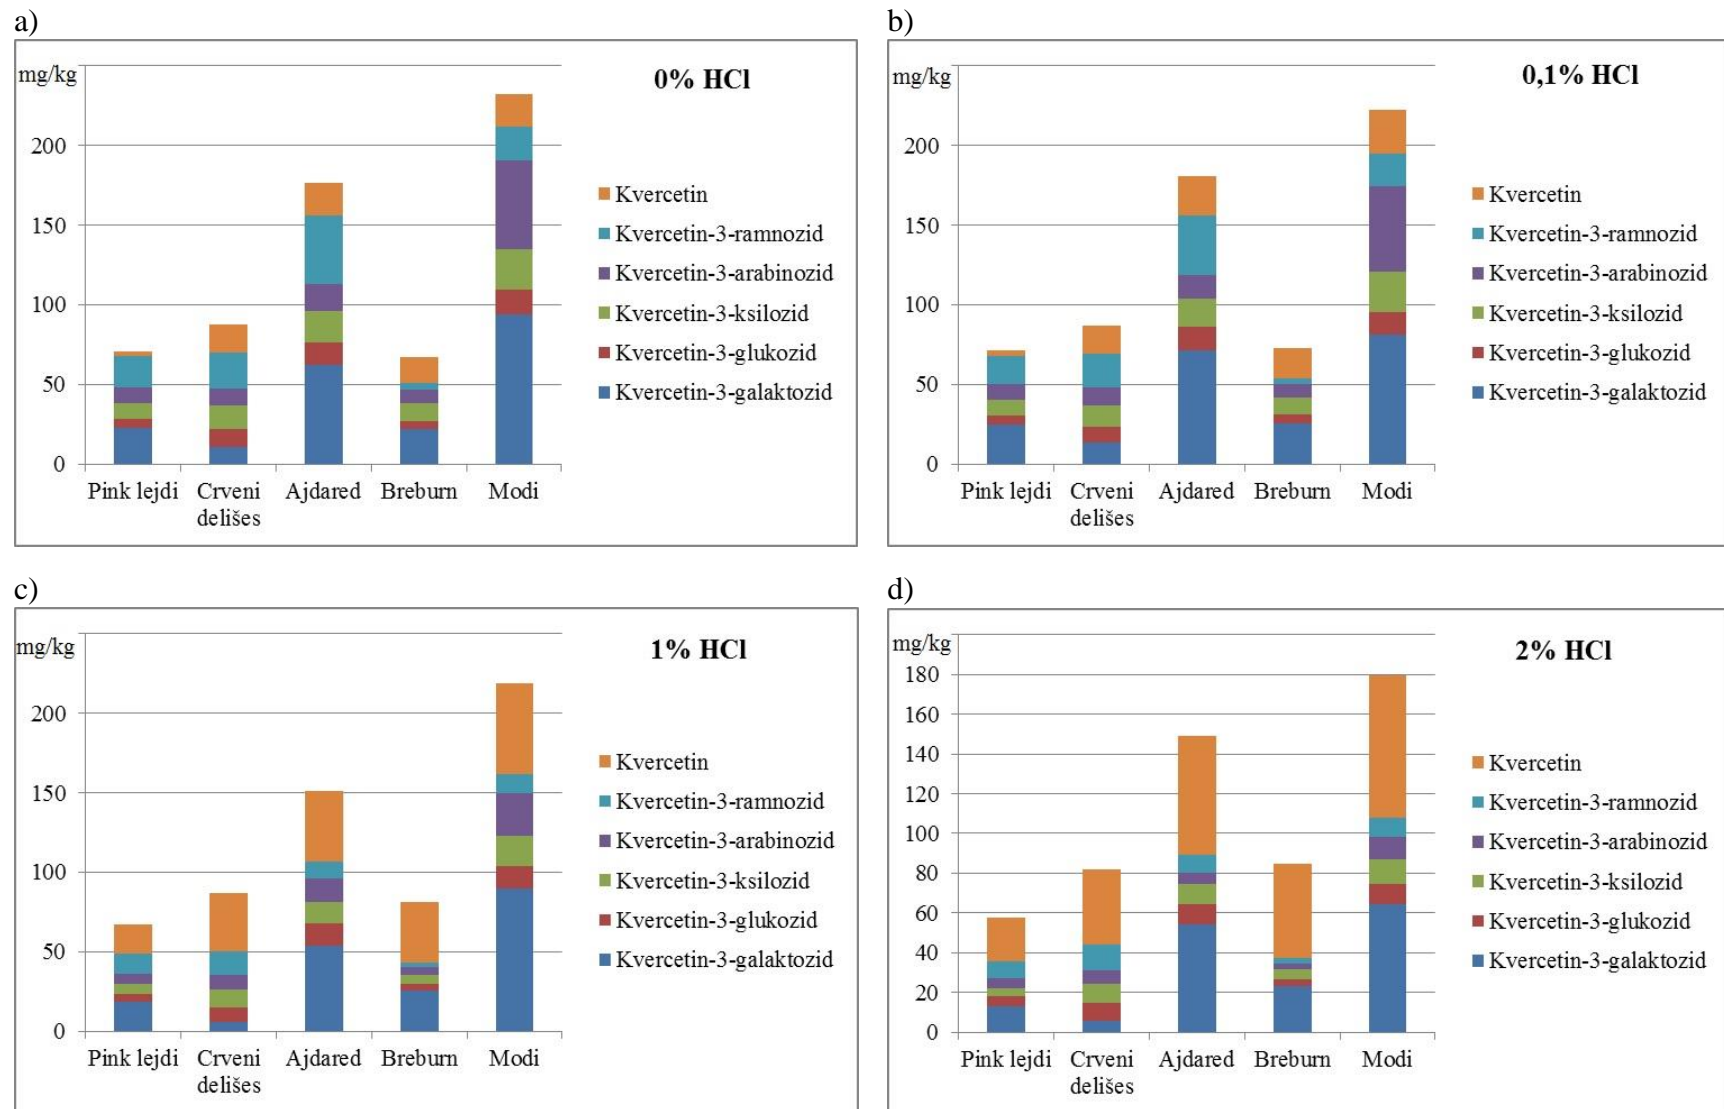 a)
mg/kg
0% HCl
200
150
100
50
0
Pink lejdi
Crveni
delišes
Ajdared
Breburn
Modi
Kvercetin
Kvercetin-3-ramnozid
Kvercetin-3-arabinozid
Kvercetin-3-ksilozid
Kvercetin-3-glukozid
Kvercetin-3-galaktozid
b)
mg/kg
0,1% HCl
200
150
100
50
0
Pink lejdi
Crveni
delišes
Ajdared
Breburn
Modi
Kvercetin
Kvercetin-3-ramnozid
Kvercetin-3-arabinozid
Kvercetin-3-ksilozid
Kvercetin-3-glukozid
Kvercetin-3-galaktozid
c)
mg/kg
1% HCl
200
150
100
50
0
Pink lejdi
Crveni
delišes
Ajdared
Breburn
Modi
Kvercetin
Kvercetin-3-ramnozid
Kvercetin-3-arabinozid
Kvercetin-3-ksilozid
Kvercetin-3-glukozid
Kvercetin-3-galaktozid
d)
mg/kg
2% HCl
180
160
140
120
100
80
60
40
20
0
Pink lejdi
Crveni
delišes
Ajdared
Breburn
Modi
Kvercetin
Kvercetin-3-ramnozid
Kvercetin-3-arabinozid
Kvercetin-3-ksilozid
Kvercetin-3-glukozid
Kvercetin-3-galaktozid